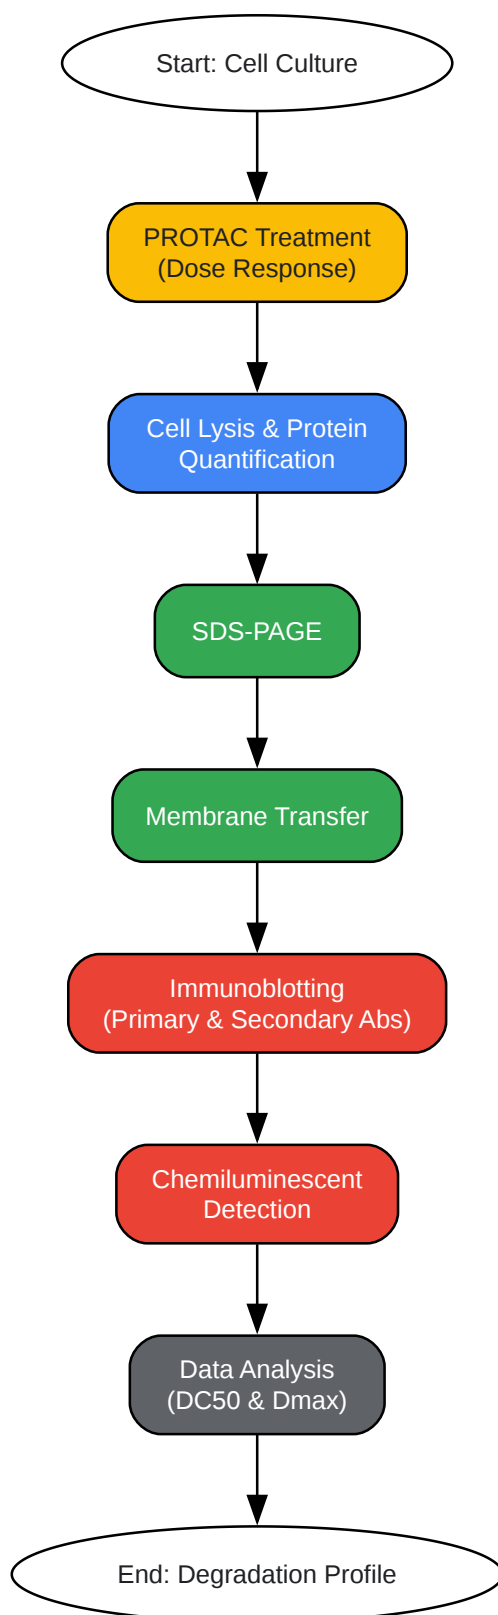 Start: Cell Culture
PROTAC Treatment
(Dose Response)
Cell Lysis & Protein
Quantification
SDS-PAGE
Membrane Transfer
Immunoblotting
(Primary & Secondary Abs)
Chemiluminescent
Detection
Data Analysis
(DC50 & Dmax)
End: Degradation Profile